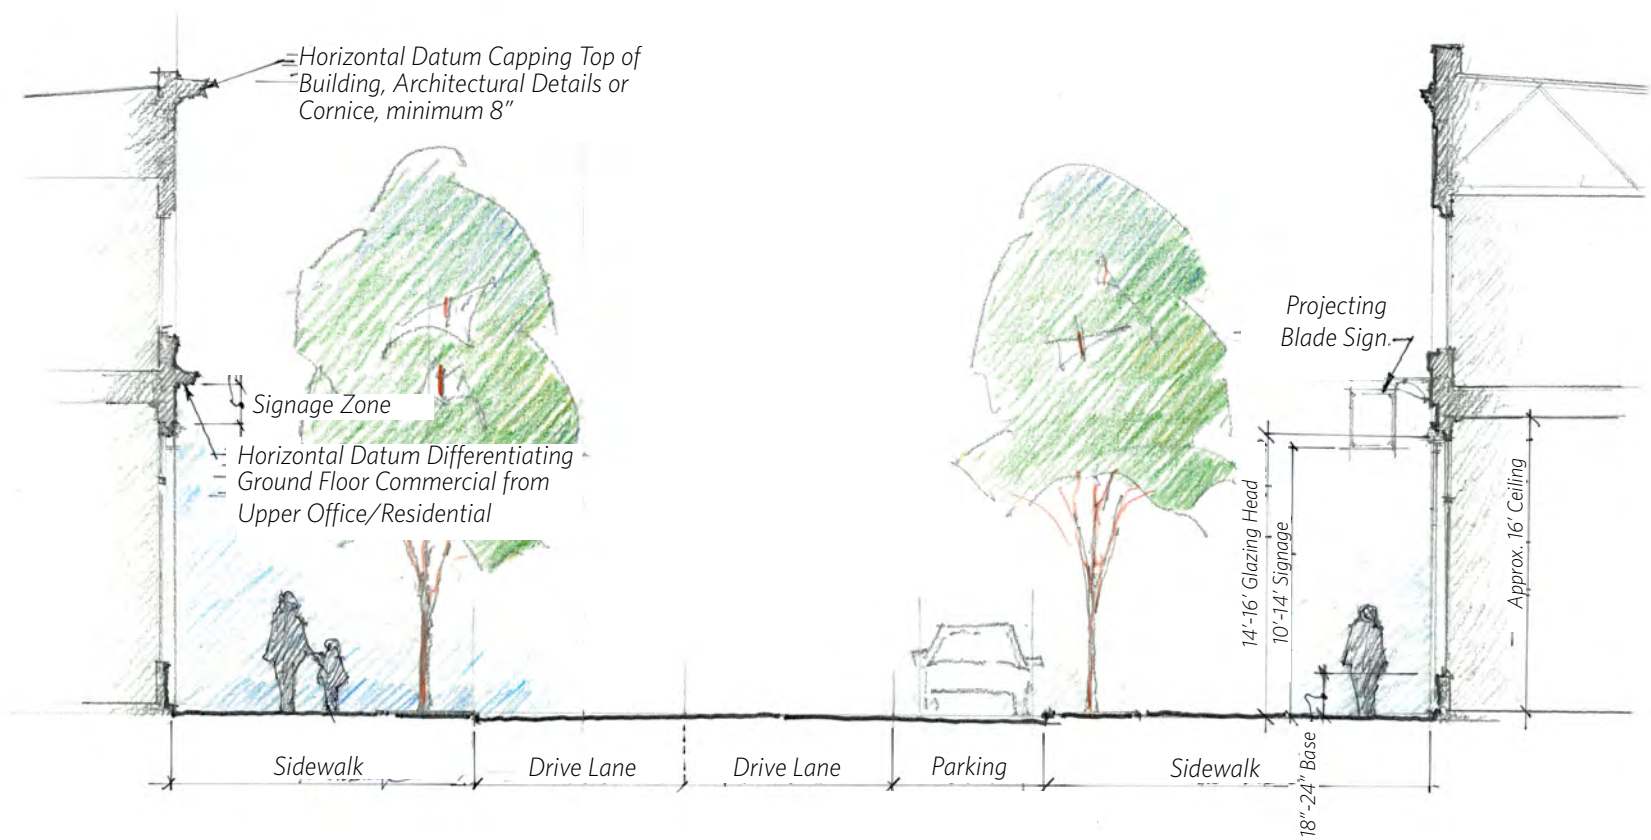 Horizontal Datum Capping Top of
Building, Architectural Details or
Cornice, minimum 8”
Projecting
Blade Sign.
Signage Zone
Horizontal Datum Differentiating
Ground Floor Commercial from
Upper Office/Residential
14’-16’ Glazing Head
10’-14’ Signage
Approx. 16’ Ceiling
18”-24” Base
Sidewalk
Drive Lane
Drive Lane
Parking
Sidewalk